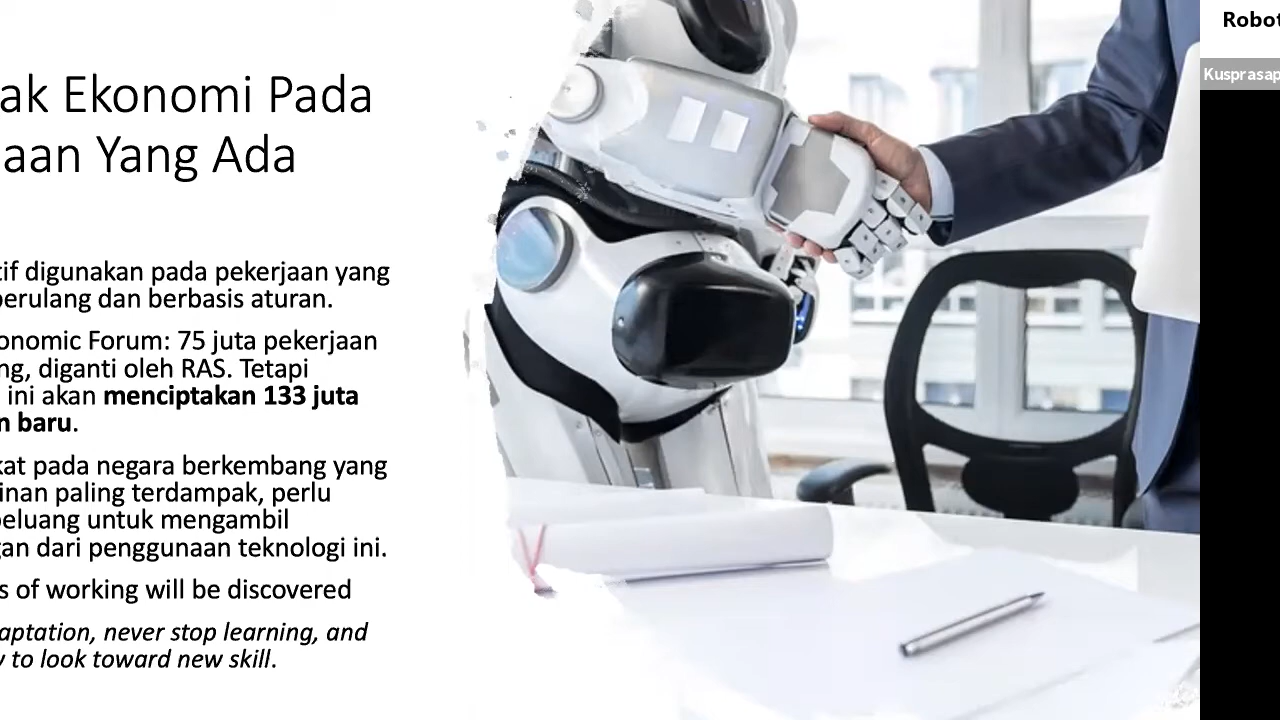 ak Ekonomi Pada
aan Yang Ada
tif digunakan pada pekerjaan yang
berulang dan berbasis aturan.
onomic Forum: 75 juta pekerjaan
ng, diganti oleh RAS. Tetapi
ini akan menciptakan 133 juta
n baru.
kat pada negara berkembang yang
inan paling terdampak, perlu
peluang untuk mengambil
gan dari penggunaan teknologi ini.
s of working will be discovered
aptation, never stop learning, and
y to look toward new skill.
Robot
Kusprasap